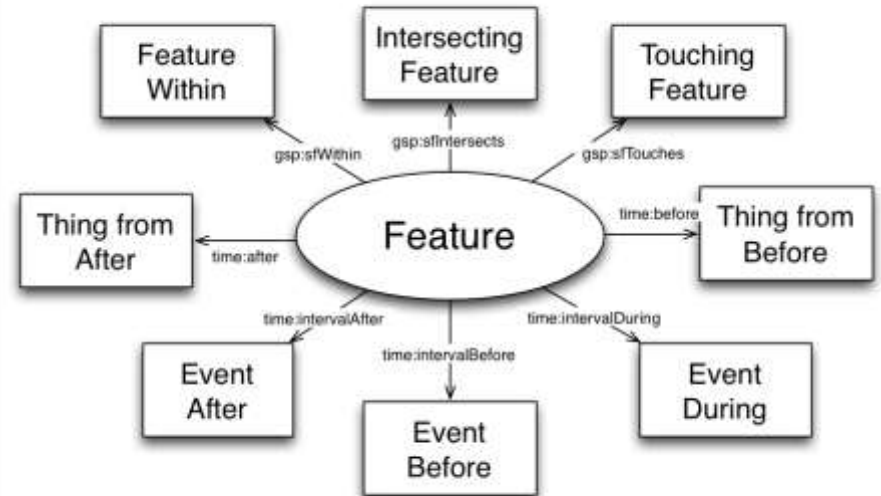 Feature
Within
Intersecting
Feature
Touching
Feature
gsp:sfWithin
gsp:sfIntersects
gsp:sfTouches
Thing from
After
time:after
Feature
time:before
Thing from
Before
time:intervalAfter
time:intervalBefore
time:intervalDuring
Event
After
Event
Before
Event
During